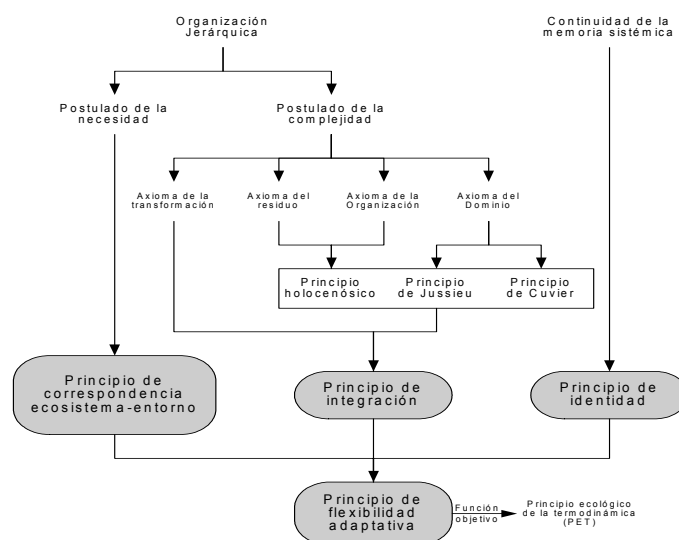 Organización
Jerárquica
Continuidad de la
memoria sistémica
Postulado de la
necesidad
Postulado de la
complejidad
Axioma de la
transformación
Axioma del
residuo
Axioma de la
Organización
Axioma del
Dominio
Principio
holocenósico
Principio
de Jussieu
Principio
de Cuvier
Principio de
correspondencia
ecosistema-entorno
Principio de
integración
Principio de
identidad
Principio de
flexibilidad
adaptativa
Función
objetivo
Principio ecológico
de la termodinámica
(PET)